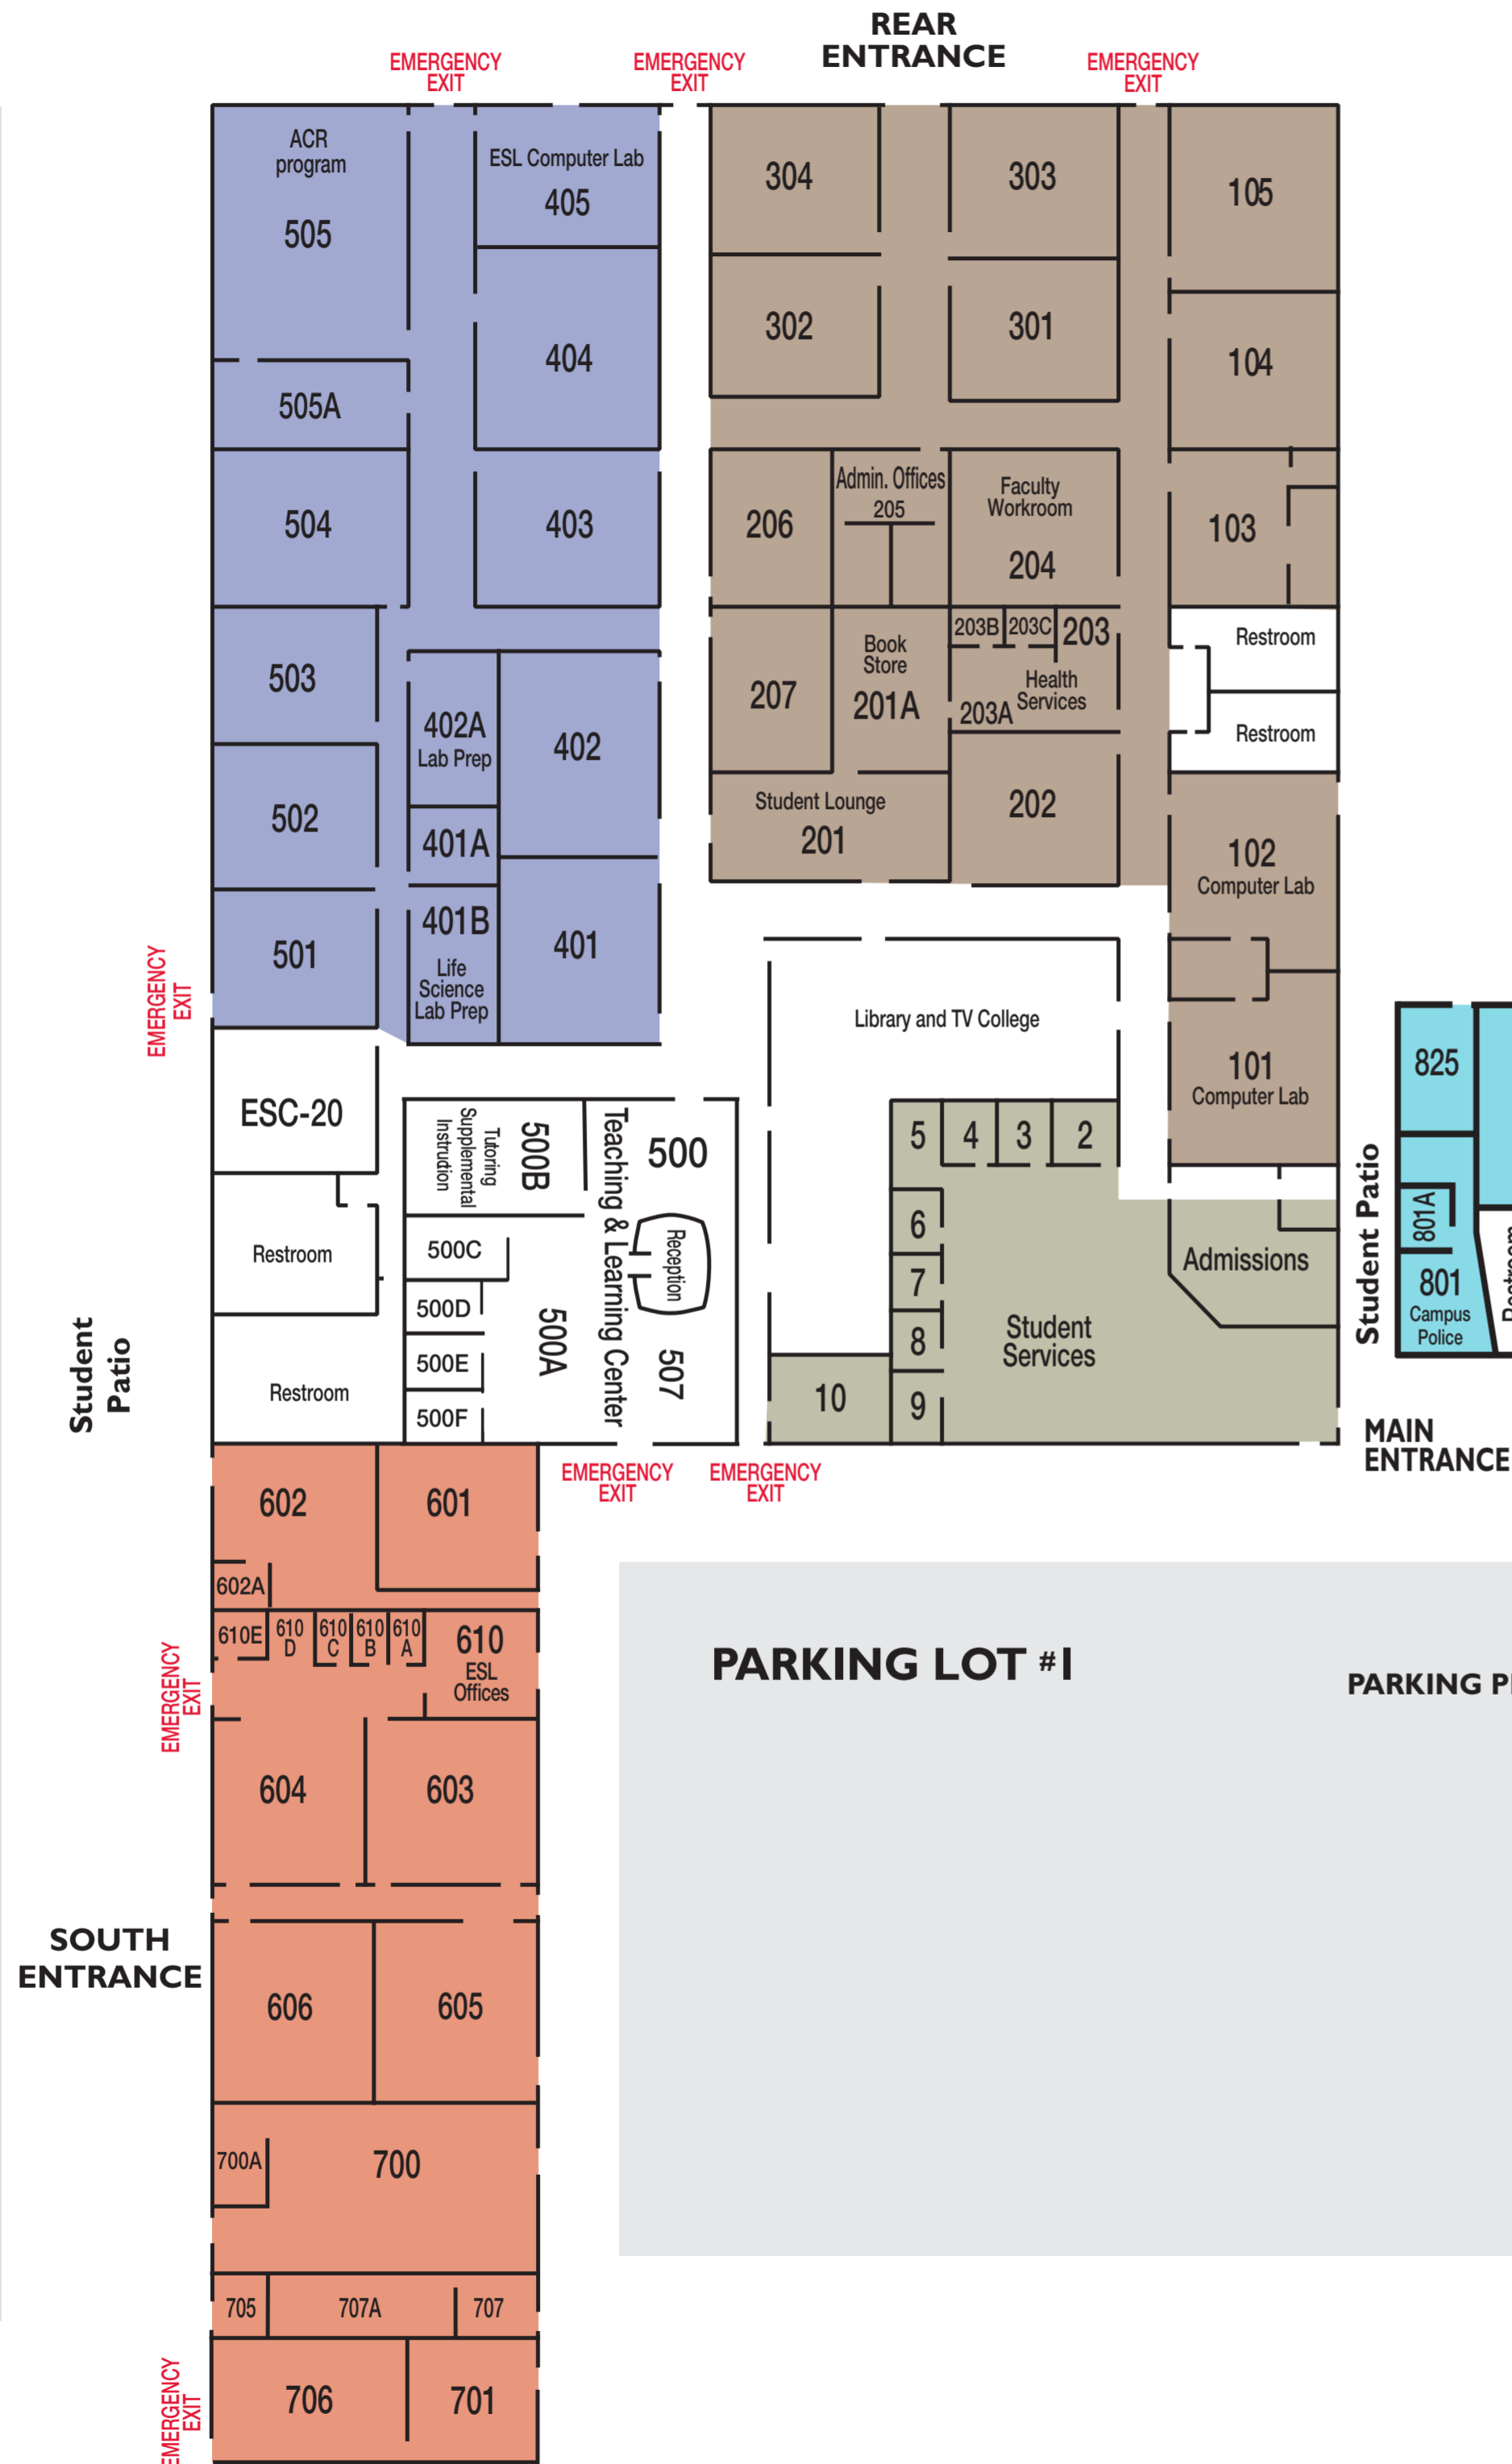 REAR
ENTRANCE
EMERGENCY
EXIT
EMERGENCY
EXIT
EMERGENCY
EXIT
ACR
program
505
ESL Computer Lab
405
404
505A
504
403
503
402A
Lab Prep
402
502
401A
401B
Life
Science
Lab Prep
401
501
EMERGENCY
EXIT
304
303
105
302
301
104
206
Admin. Offices
205
Faculty
Workroom
204
103
207
Book
Store
201A
203B
203C
203
Health
Services
203A
Restroom
Restroom
Student Lounge
201
202
102
Computer Lab
Library and TV College
101
Computer Lab
825
801A
801
Campus
Police
Student Patio
ESC-20
Restroom
Restroom
Student
Patio
Tutoring
Supplemental
Instruction
500B
500
Teaching & Learning Center
Reception
500C
500D
500E
500F
500A
507
5
4
3
2
6
7
8
9
10
Student
Services
Admissions
MAIN
ENTRANCE
EMERGENCY
EXIT
EMERGENCY
EXIT
602
601
602A
610E
610
D
610
C
610
B
610
A
610
ESL
Offices
EMERGENCY
EXIT
604
603
PARKING LOT #1
PARKING
SOUTH
ENTRANCE
606
605
700A
700
705
707A
707
706
701
EMERGENCY
EXIT